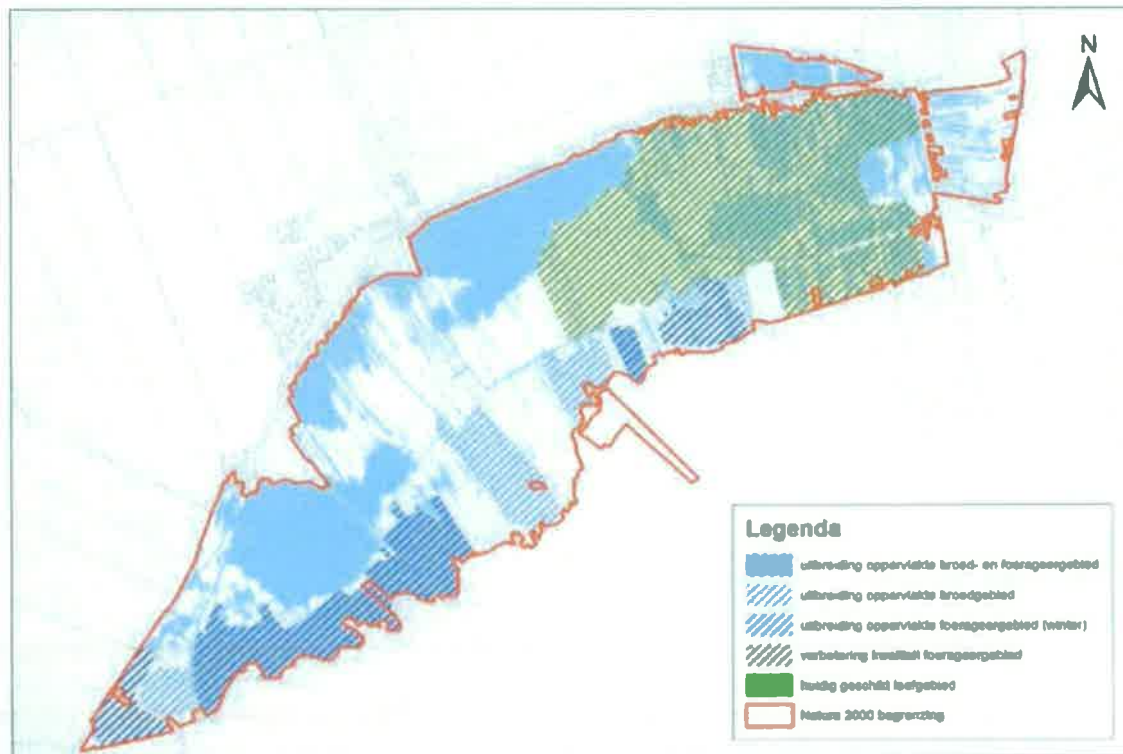 N
Legenda
uitbreiding oppervlakte broed- en foerageergebied
uitbreiding oppervlakte broedgebied
uitbreiding oppervlakte foerageergebied (winter)
verbetering kwaliteit foerageergebied
huidig geschikt leefgebied
Natura 2000 begrenzing